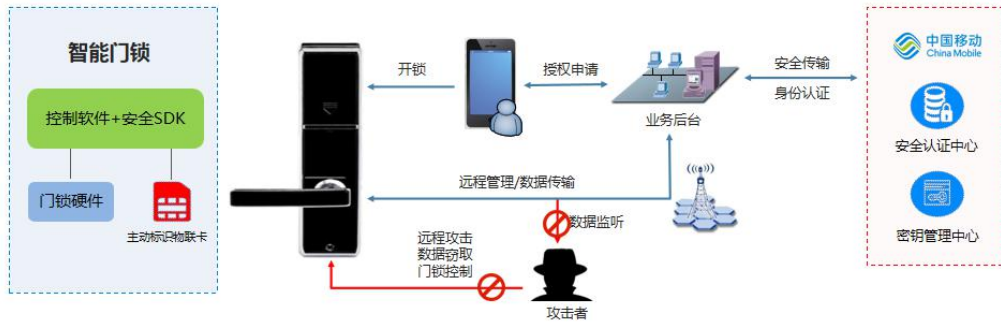 智能门锁
控制软件+安全SDK
门锁硬件
主动标识物联卡
开锁
授权申请
业务后台
安全传输
身份认证
远程管理/数据传输
数据监听
远程攻击
数据窃取
门锁控制
攻击者
中国移动
China Mobile
安全认证中心
密钥管理中心